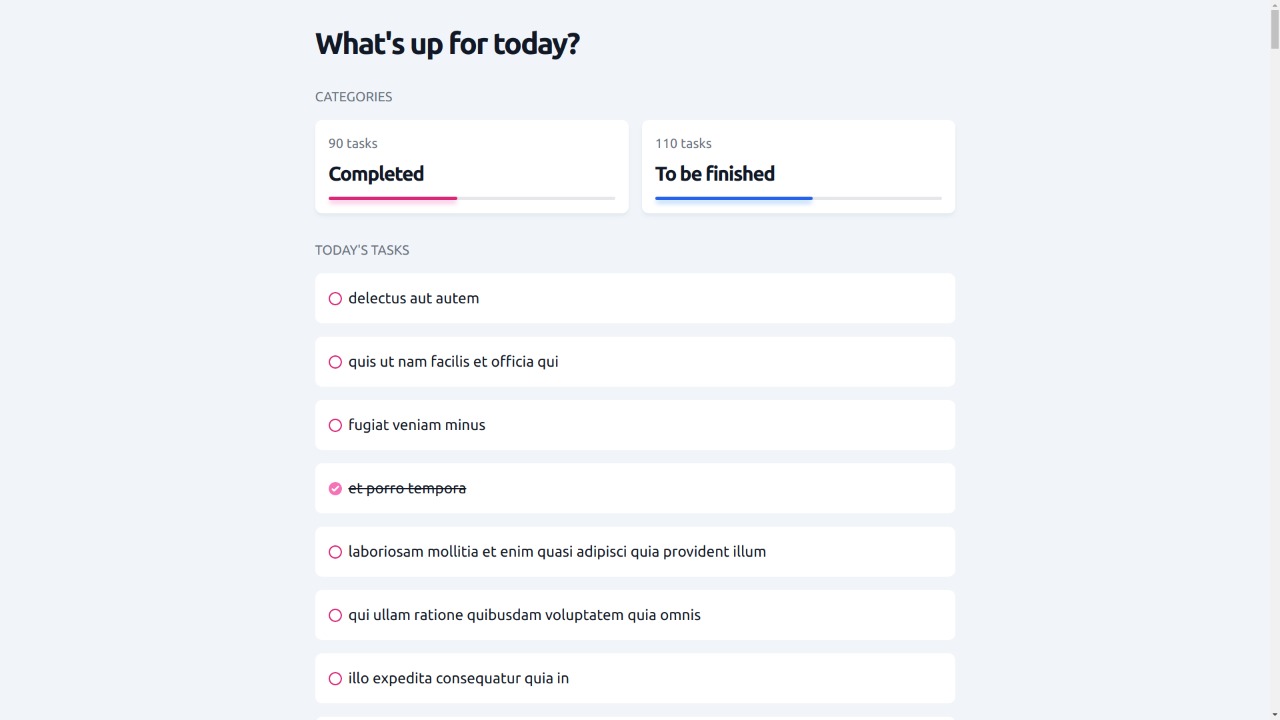 What's up for today?
CATEGORIES
90 tasks
Completed
110 tasks
To be finished
TODAY'S TASKS
delectus aut autem
quis ut nam facilis et officia qui
fugiat veniam minus
et porro tempora
laboriosam mollitia et enim quasi adipisci quia provident illum
qui ullam ratione quibusdam voluptatem quia omnis
illo expedita consequatur quia in